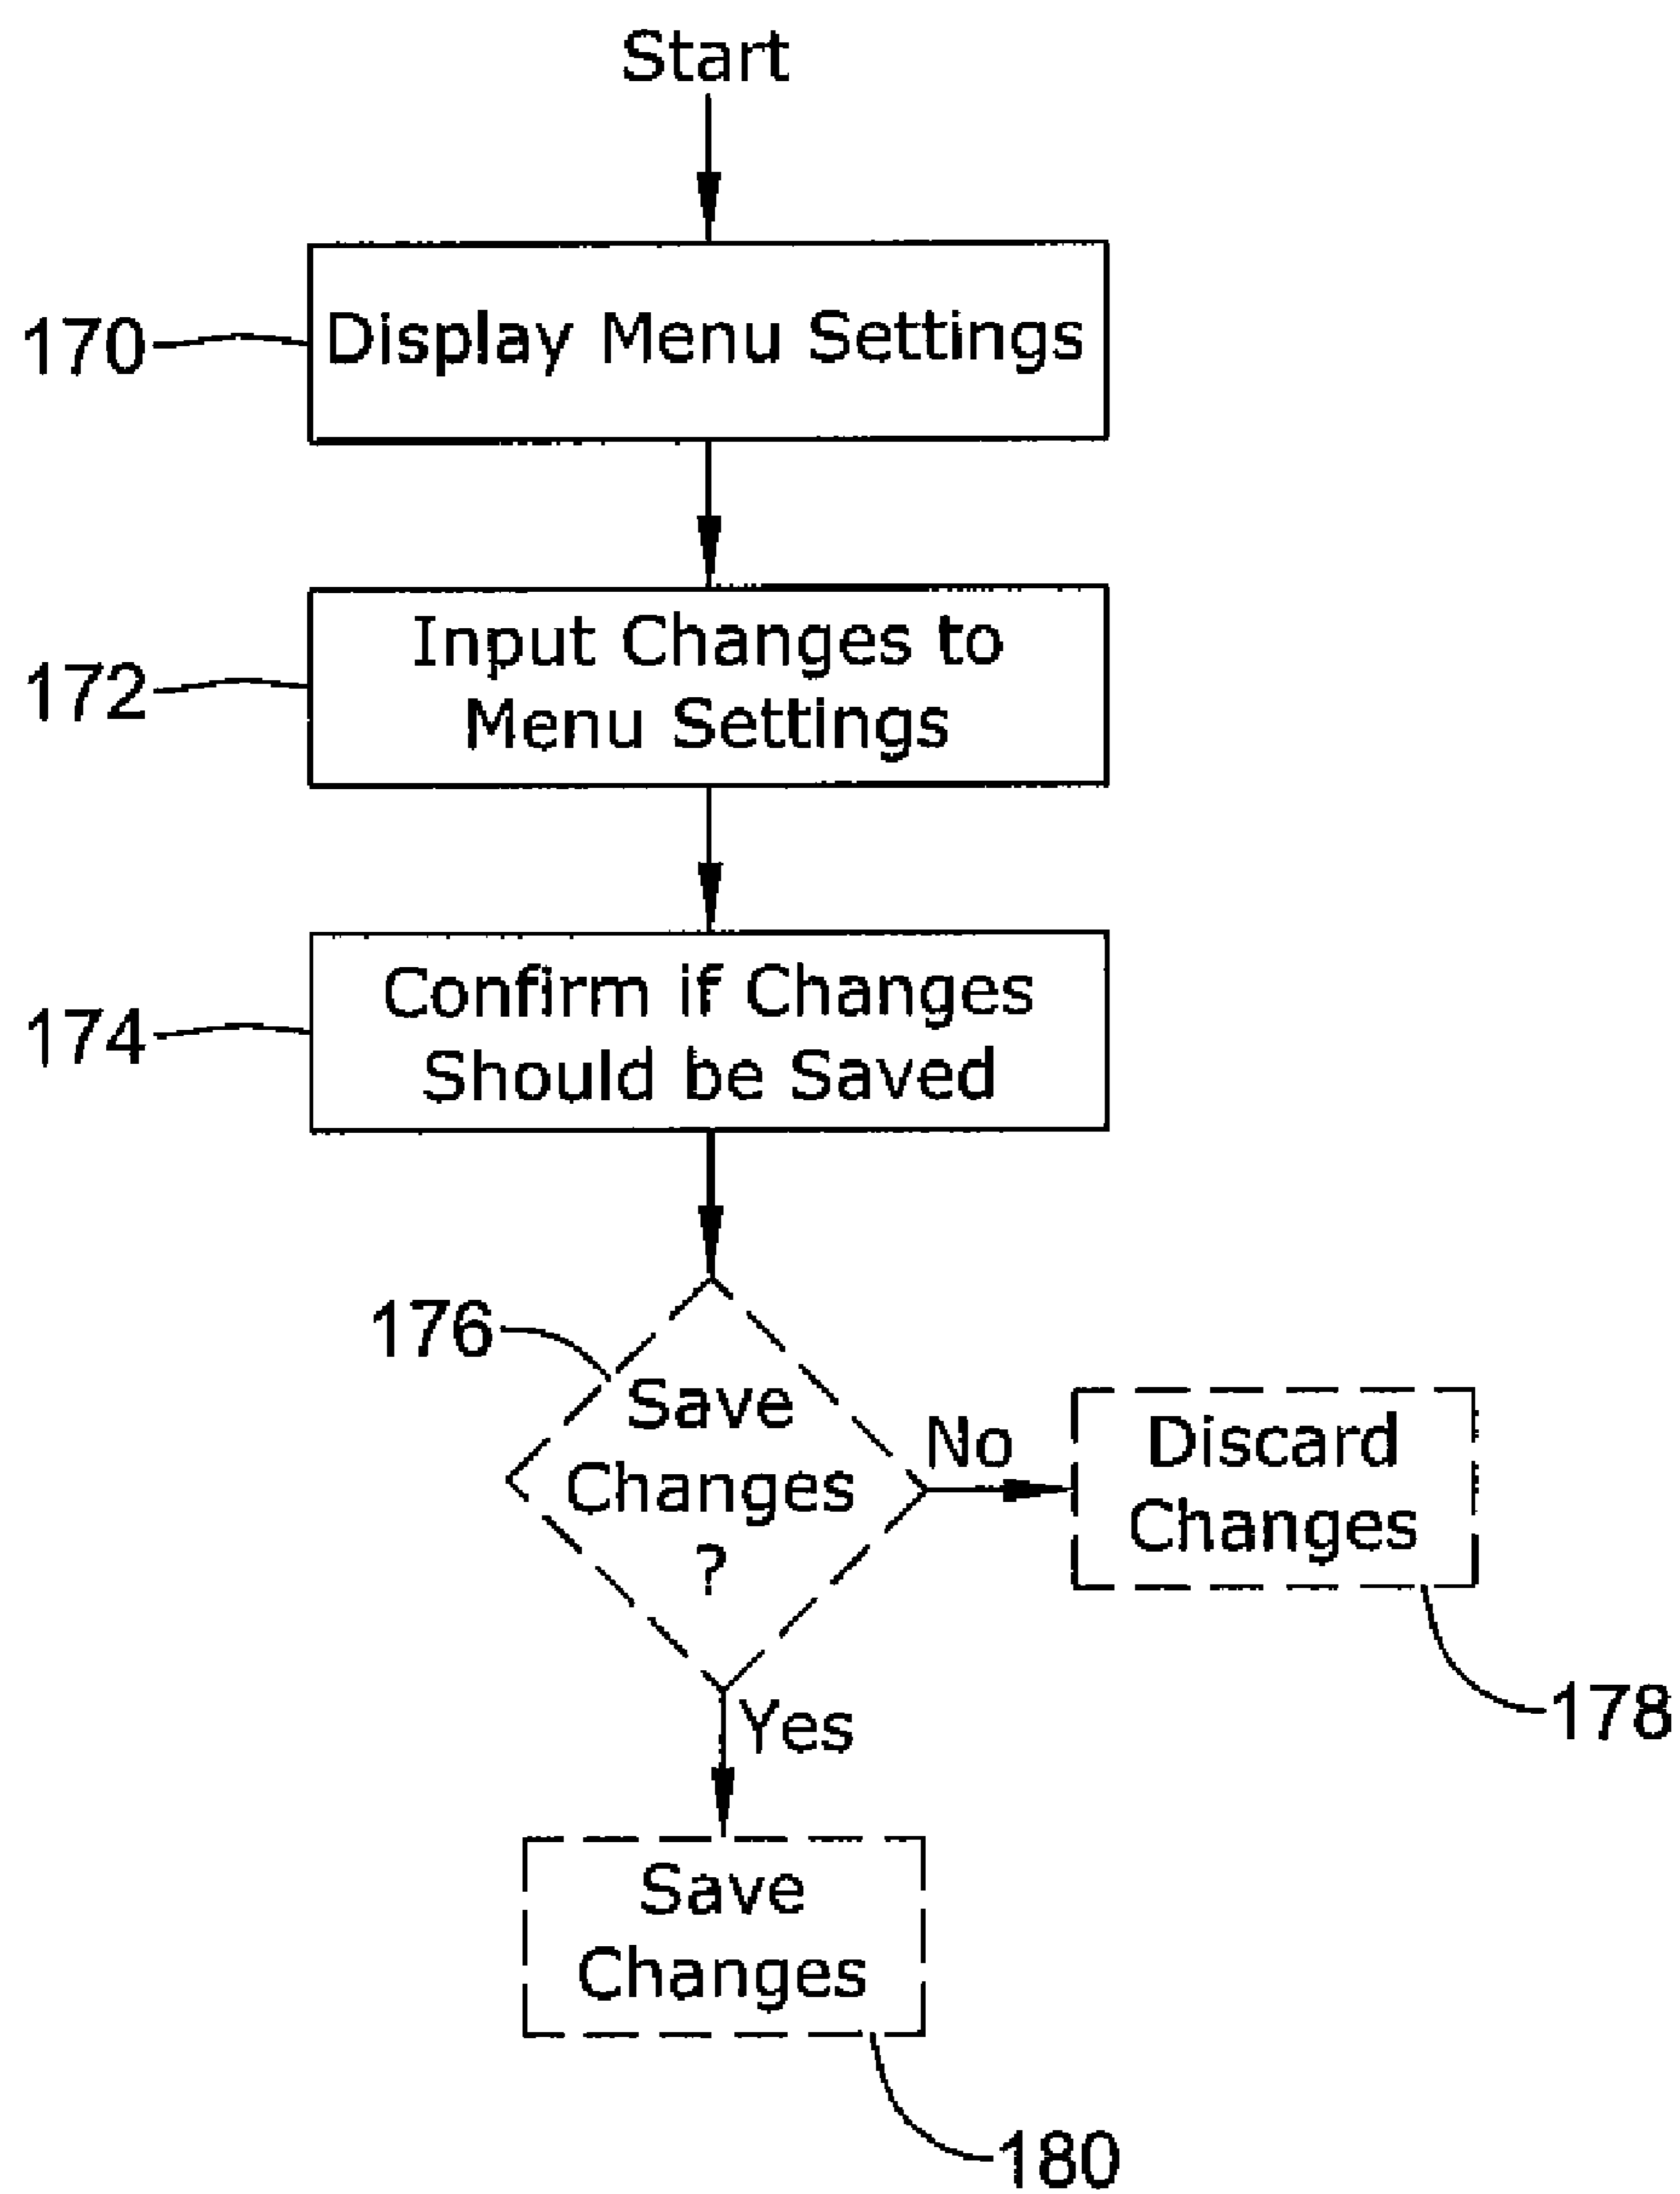 Start
170
Display Menu Settings
172
Input Changes to
Menu Settings
174
Confirm if Changes
Should be Saved
176
Save
Changes
?
No
Discard
Changes
178
Yes
Save
Changes
180